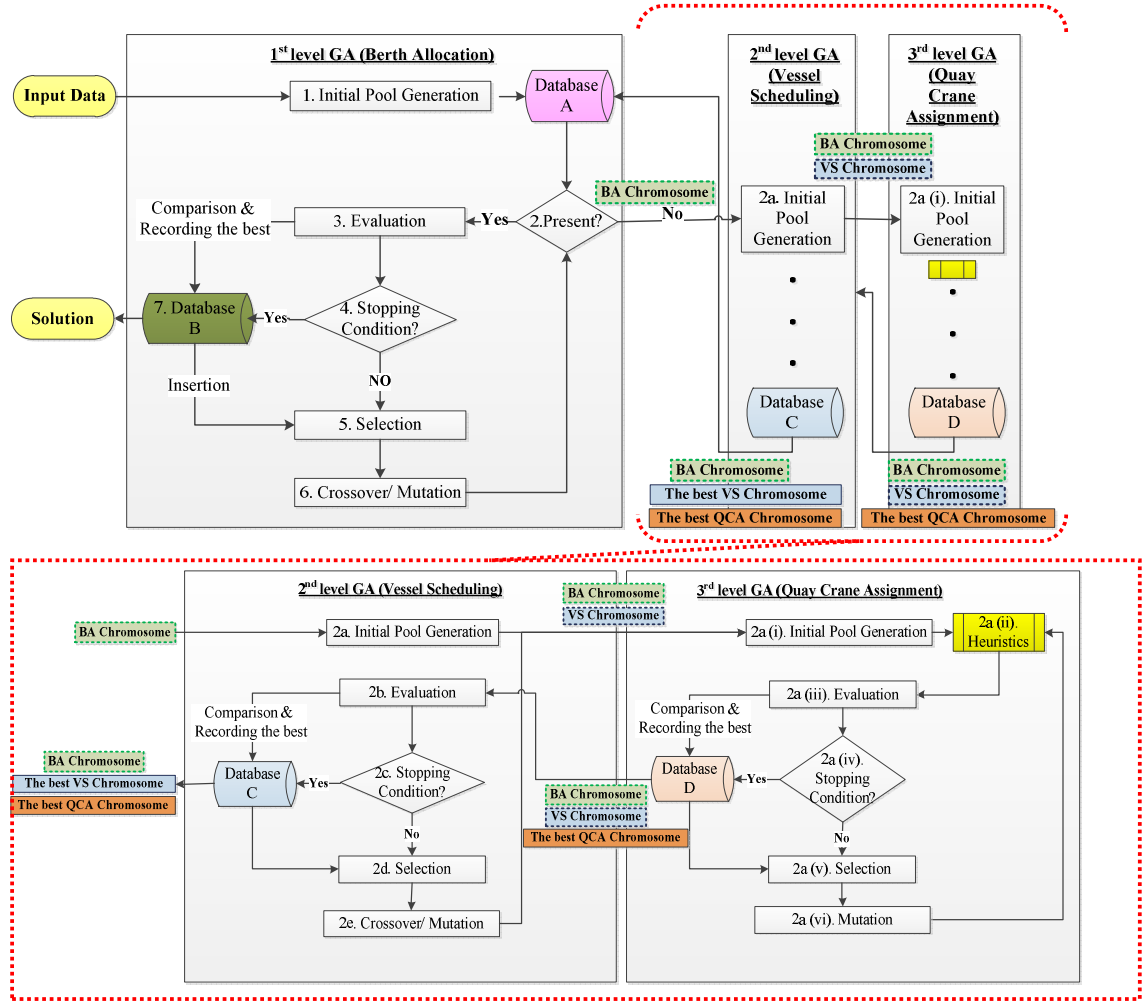 1st level GA (Berth Allocation)
2nd level GA
(Vessel
Scheduling)
3rd level GA
(Quay
Crane
Assignment)
Input Data
1. Initial Pool Generation
Database
A
BA Chromosome
VS Chromosome
BA Chromosome
2.Present?
Yes
No
2a. Initial
Pool
Generation
2a (i). Initial
Pool
Generation
Comparison &
Recording the best
3. Evaluation
Solution
7. Database
B
Yes
4. Stopping
Condition?
NO
Insertion
5. Selection
6. Crossover/ Mutation
Database
C
Database
D
BA Chromosome
The best VS Chromosome
The best QCA Chromosome
BA Chromosome
VS Chromosome
The best QCA Chromosome
2nd level GA (Vessel Scheduling)
3rd level GA (Quay Crane Assignment)
BA Chromosome
VS Chromosome
BA Chromosome
2a. Initial Pool Generation
2a (i). Initial Pool Generation
2a (ii).
Heuristics
2b. Evaluation
2a (iii). Evaluation
Comparison &
Recording the best
Comparison &
Recording the best
BA Chromosome
The best VS Chromosome
The best QCA Chromosome
Database
C
Yes
2c. Stopping
Condition?
No
Database
D
Yes
2a (iv).
Stopping
Condition?
No
BA Chromosome
VS Chromosome
The best QCA Chromosome
2d. Selection
2a (v). Selection
2e. Crossover/ Mutation
2a (vi). Mutation